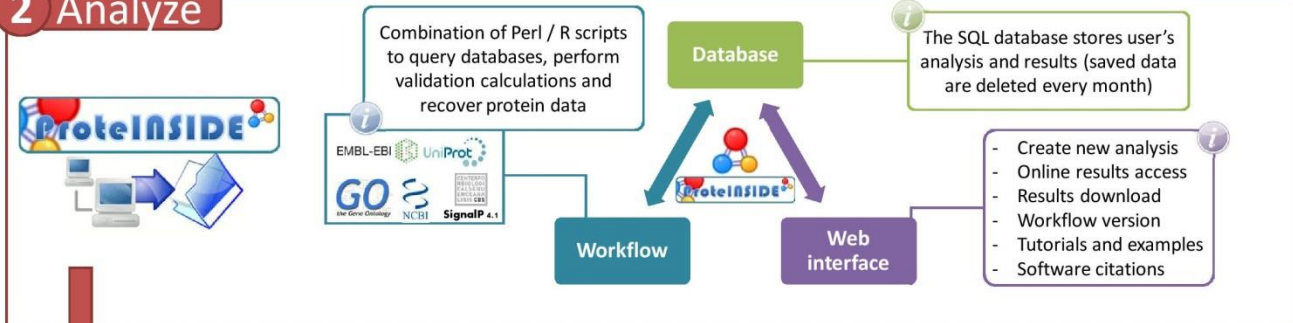 2 Analyze
ProteINSIDE
Combination of Perl / R scripts
to query databases, perform
validation calculations and
recover protein data
i
EMBL-EBI UniProt
GO
the Gene Ontology
NCBI
SignalP 4.1
Database
ProteINSIDE
Workflow
Web
interface
i
The SQL database stores user's
analysis and results (saved data
are deleted every month)
i
- Create new analysis
- Online results access
- Results download
- Workflow version
- Tutorials and examples
- Software citations